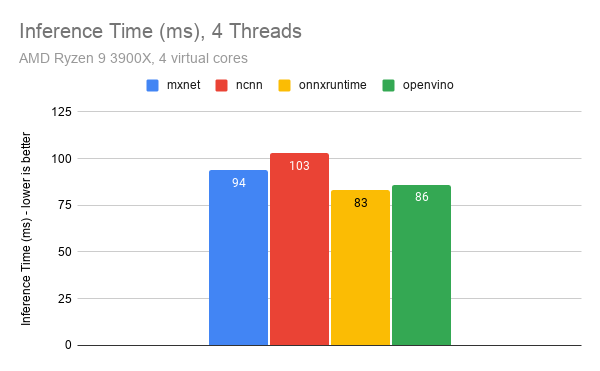 Inference Time (ms), 4 Threads
AMD Ryzen 9 3900X, 4 virtual cores
mxnet ncnn onnxruntime openvino
Inference Time (ms) - lower is better
125
100
75
50
25
0
94
103
83
86